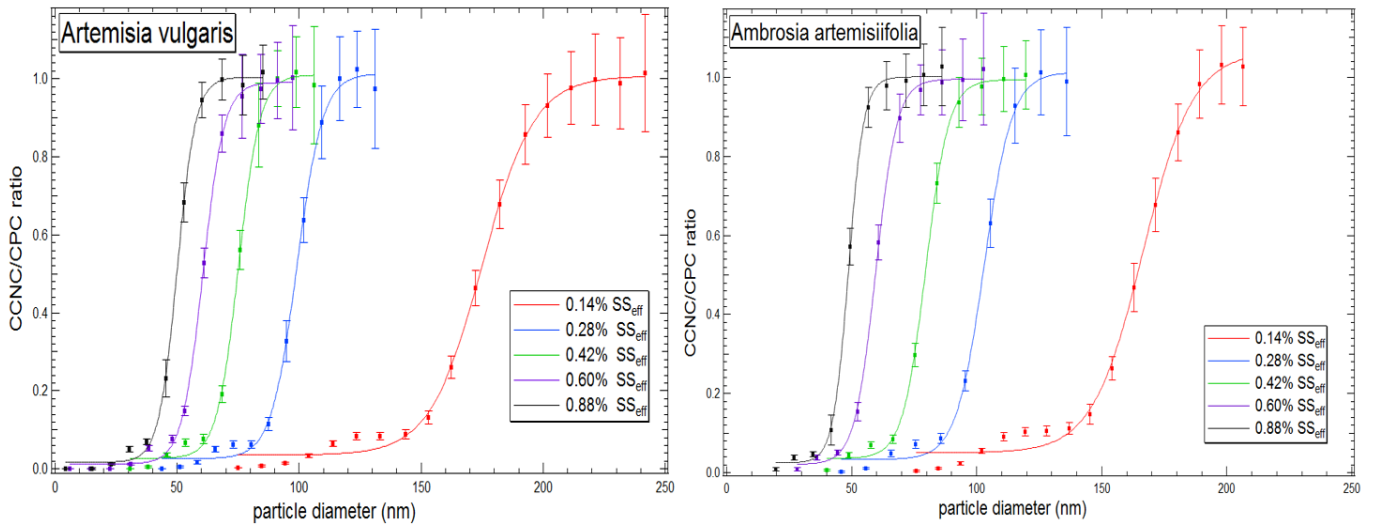 Artemisia vulgaris
CCNC/CPC ratio
1.0
0.8
0.6
0.4
0.2
0.0
0.14% SSeff
0.28% SSeff
0.42% SSeff
0.60% SSeff
0.88% SSeff
0 50 100 150 200 250
particle diameter (nm)
Ambrosia artemisiifolia
CCNC/CPC ratio
1.0
0.8
0.6
0.4
0.2
0.0
0.14% SSeff
0.28% SSeff
0.42% SSeff
0.60% SSeff
0.88% SSeff
0 50 100 150 200 250
particle diameter (nm)